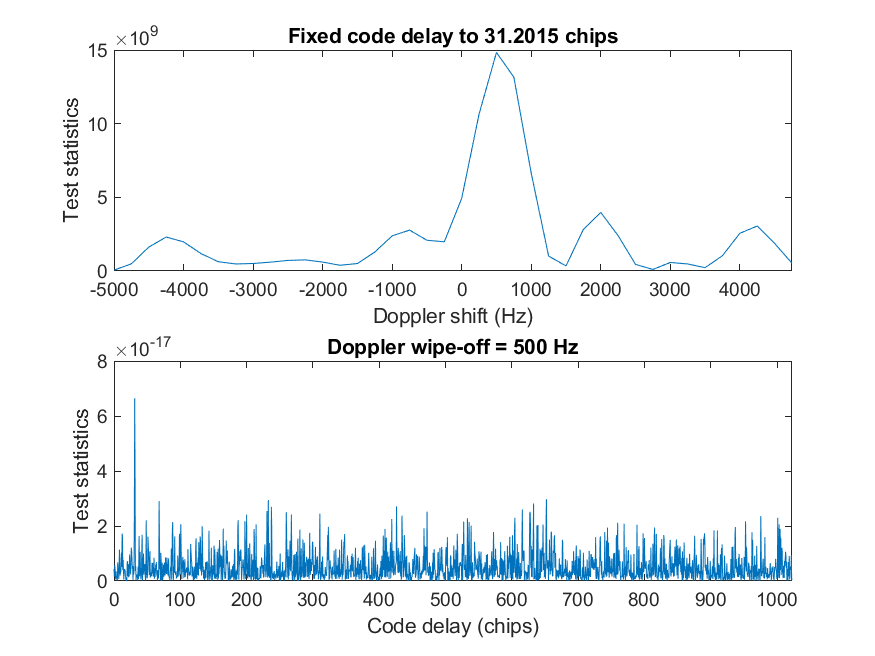 ×10^9
Fixed code delay to 31.2015 chips
15
10
5
0
Test statistics
-5000 -4000 -3000 -2000 -1000 0 1000 2000 3000 4000
Doppler shift (Hz)
×10^-17
Doppler wipe-off = 500 Hz
8
6
4
2
0
Test statistics
0 100 200 300 400 500 600 700 800 900 1000
Code delay (chips)